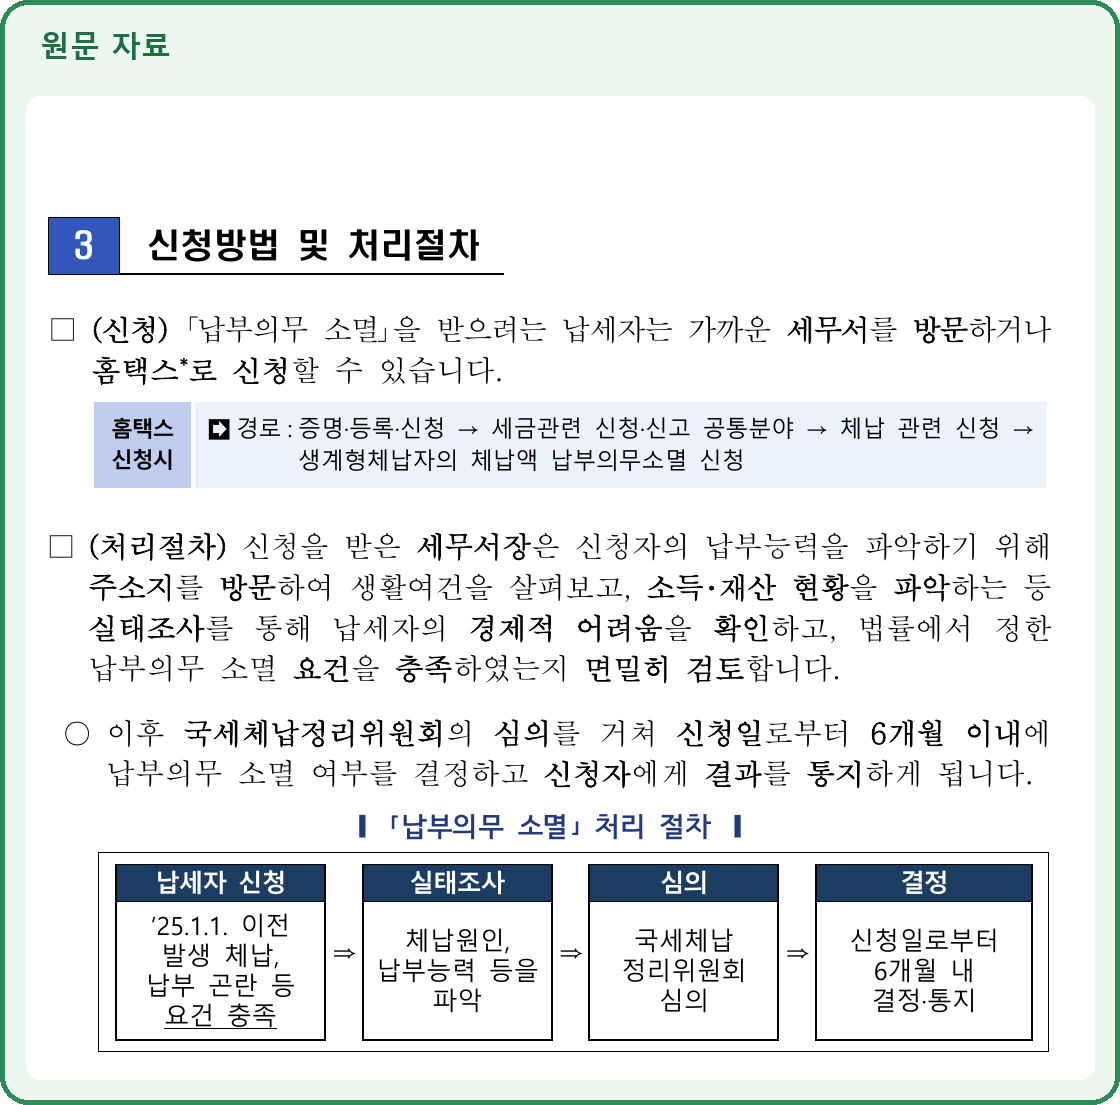 원문 자료
3 신청방법 및 처리절차
□ (신청) 「납부의무 소멸」을 받으려는 납세자는 가까운 세무서를 방문하거나
홈택스*로 신청할 수 있습니다.
홈택스
신청시
➡ 경로 : 증명·등록·신청 → 세금관련 신청·신고 공통분야 → 체납 관련 신청 →
생계형체납자의 체납액 납부의무소멸 신청
□ (처리절차) 신청을 받은 세무서장은 신청자의 납부능력을 파악하기 위해
주소지를 방문하여 생활여건을 살펴보고, 소득·재산 현황을 파악하는 등
실태조사를 통해 납세자의 경제적 어려움을 확인하고, 법률에서 정한
납부의무 소멸 요건을 충족하였는지 면밀히 검토합니다.
○ 이후 국세체납정리위원회의 심의를 거쳐 신청일로부터 6개월 이내에
납부의무 소멸 여부를 결정하고 신청자에게 결과를 통지하게 됩니다.
▎「납부의무 소멸」 처리 절차 ▎
납세자 신청
'25.1.1. 이전
발생 체납,
납부 곤란 등
요건 충족
⇒
실태조사
체납원인,
납부능력 등을
파악
⇒
심의
국세체납
정리위원회
심의
⇒
결정
신청일로부터
6개월 내
결정·통지